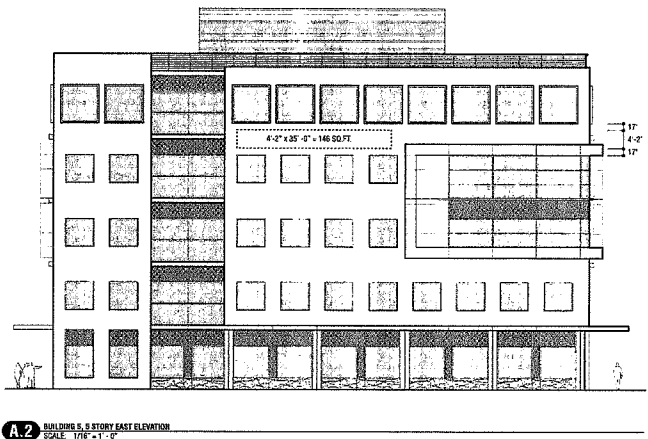 4'-2" x 35'-0" = 146 SQ.FT.
17"
4'-2"
17"
A.2
BUILDING 5, 5 STORY EAST ELEVATION
SCALE: 1/16" = 1'-0"